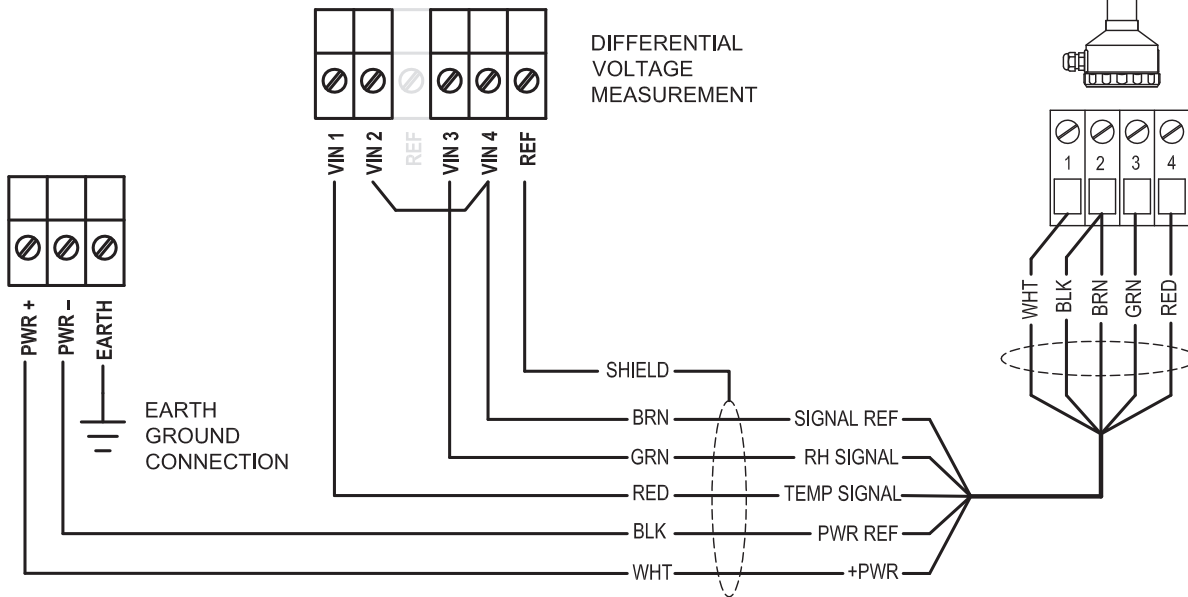 DIFFERENTIAL
VOLTAGE
MEASUREMENT
VIN 1
VIN 2
REF
VIN 3
VIN 4
REF
1 2 3 4
PWR +
PWR –
EARTH
WHT
BLK
BRN
GRN
RED
EARTH
GROUND
CONNECTION
SHIELD
BRN SIGNAL REF
GRN RH SIGNAL
RED TEMP SIGNAL
BLK PWR REF
WHT +PWR